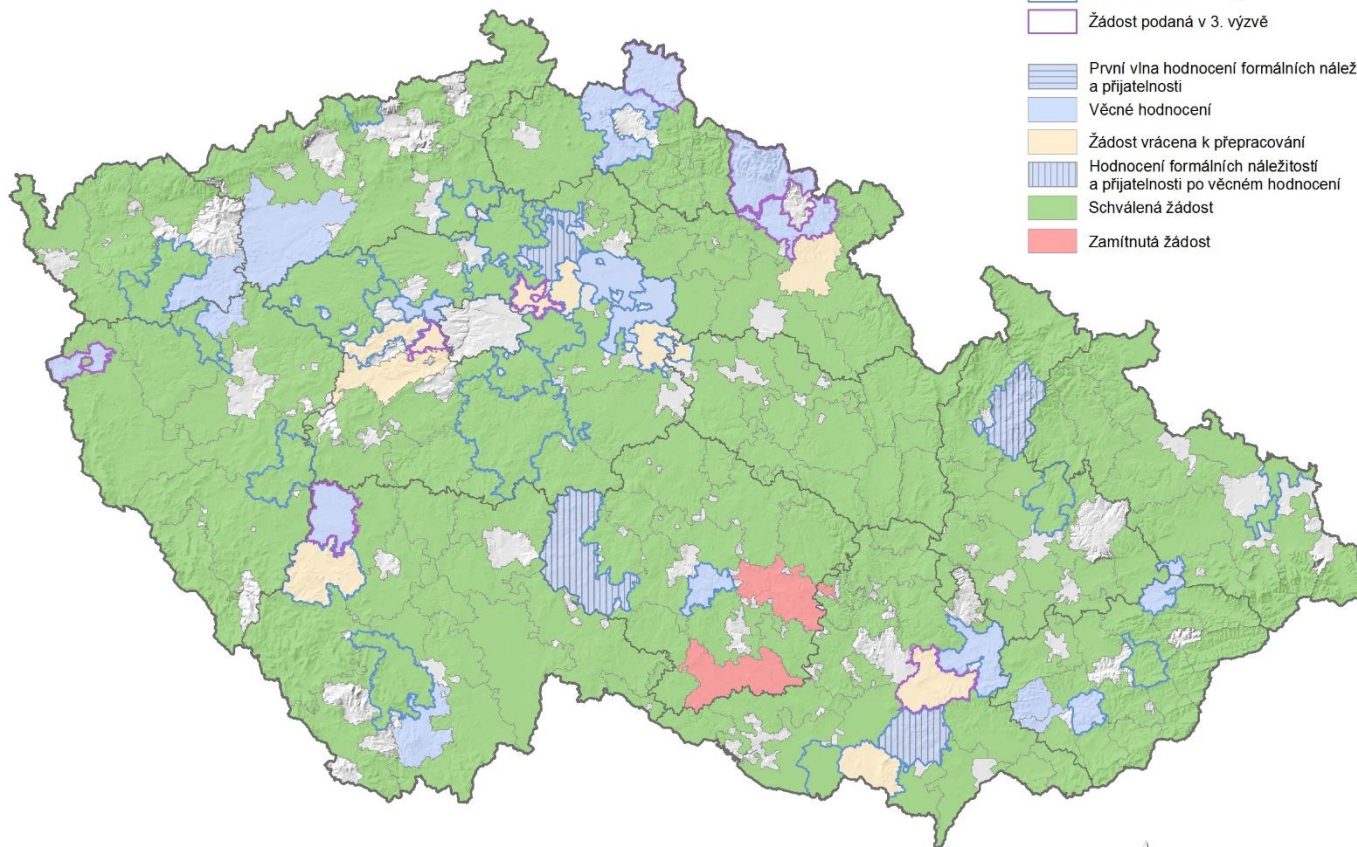 Žádost podaná v 3. výzvě
První vlna hodnocení formálních nálež
a přijatelnosti
Věcné hodnocení
Žádost vrácena k přepracování
Hodnocení formálních náležitostí
a přijatelnosti po věcném hodnocení
Schválená žádost
Zamítnutá žádost